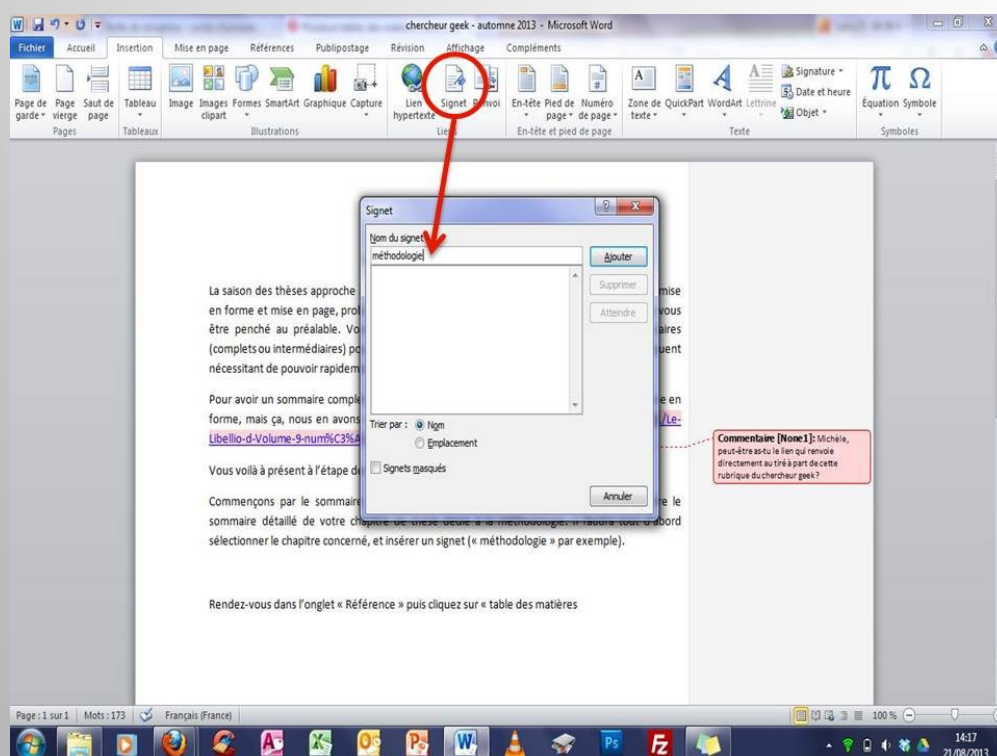 chercheur geek - automne 2013 - Microsoft Word
Fichier Accueil Insertion Mise en page Références Publipostage Révision Affichage Compléments
Page de garde Page vierge Saut de page Tableau Image Images clipart Formes SmartArt Graphique Capture Lien hypertexte Signet Renvoi En-tête Pied de page Numéro de page Zone de texte QuickPart WordArt Lettrine Signature Date et heure Objet Équation Symbole
Pages Tableaux Illustrations Liens En-tête et pied de page Texte Symboles
Signet
Nom du signet
méthodologie
Ajouter
Supprimer
Atteindre
Trier par : Nom
Emplacement
Signets masqués
Annuler
La saison des thèses approche mise
en forme et mise en page, vous
être penché au préalable. aires
(complets ou intermédiaires) uent
nécessitant de pouvoir
Pour avoir un sommaire e en
forme, mais ça, nous en avons /Le-
Libellio-d-Volume-9-num%C3%A
Vous voilà à présent à l'étape
Commençons par le sommaire re le
sommaire détaillé de votre chapitre de thèse dédié à la méthodologie. Il faudra tout d'abord
sélectionner le chapitre concerné, et insérer un signet (« méthodologie » par exemple).
Rendez-vous dans l'onglet « Référence » puis cliquez sur « table des matières
Commentaire [None1]: Michèle,
peut-être as-tu le lien qui renvoie
directement au tiré à part de cette
rubrique du chercheur geek ?
Page : 1 sur 1 Mots : 173 Français (France) 100 %
Ps Fz
14:17
21/08/2013